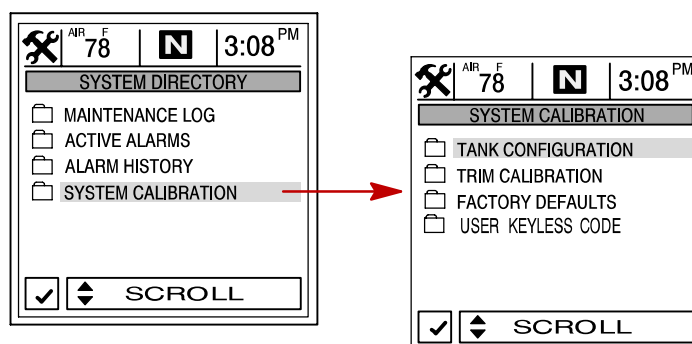 AIR F 78 N 3:08 PM
SYSTEM DIRECTORY
MAINTENANCE LOG
ACTIVE ALARMS
ALARM HISTORY
SYSTEM CALIBRATION
SCROLL
AIR F 78 N 3:08 PM
SYSTEM CALIBRATION
TANK CONFIGURATION
TRIM CALIBRATION
FACTORY DEFAULTS
USER KEYLESS CODE
SCROLL